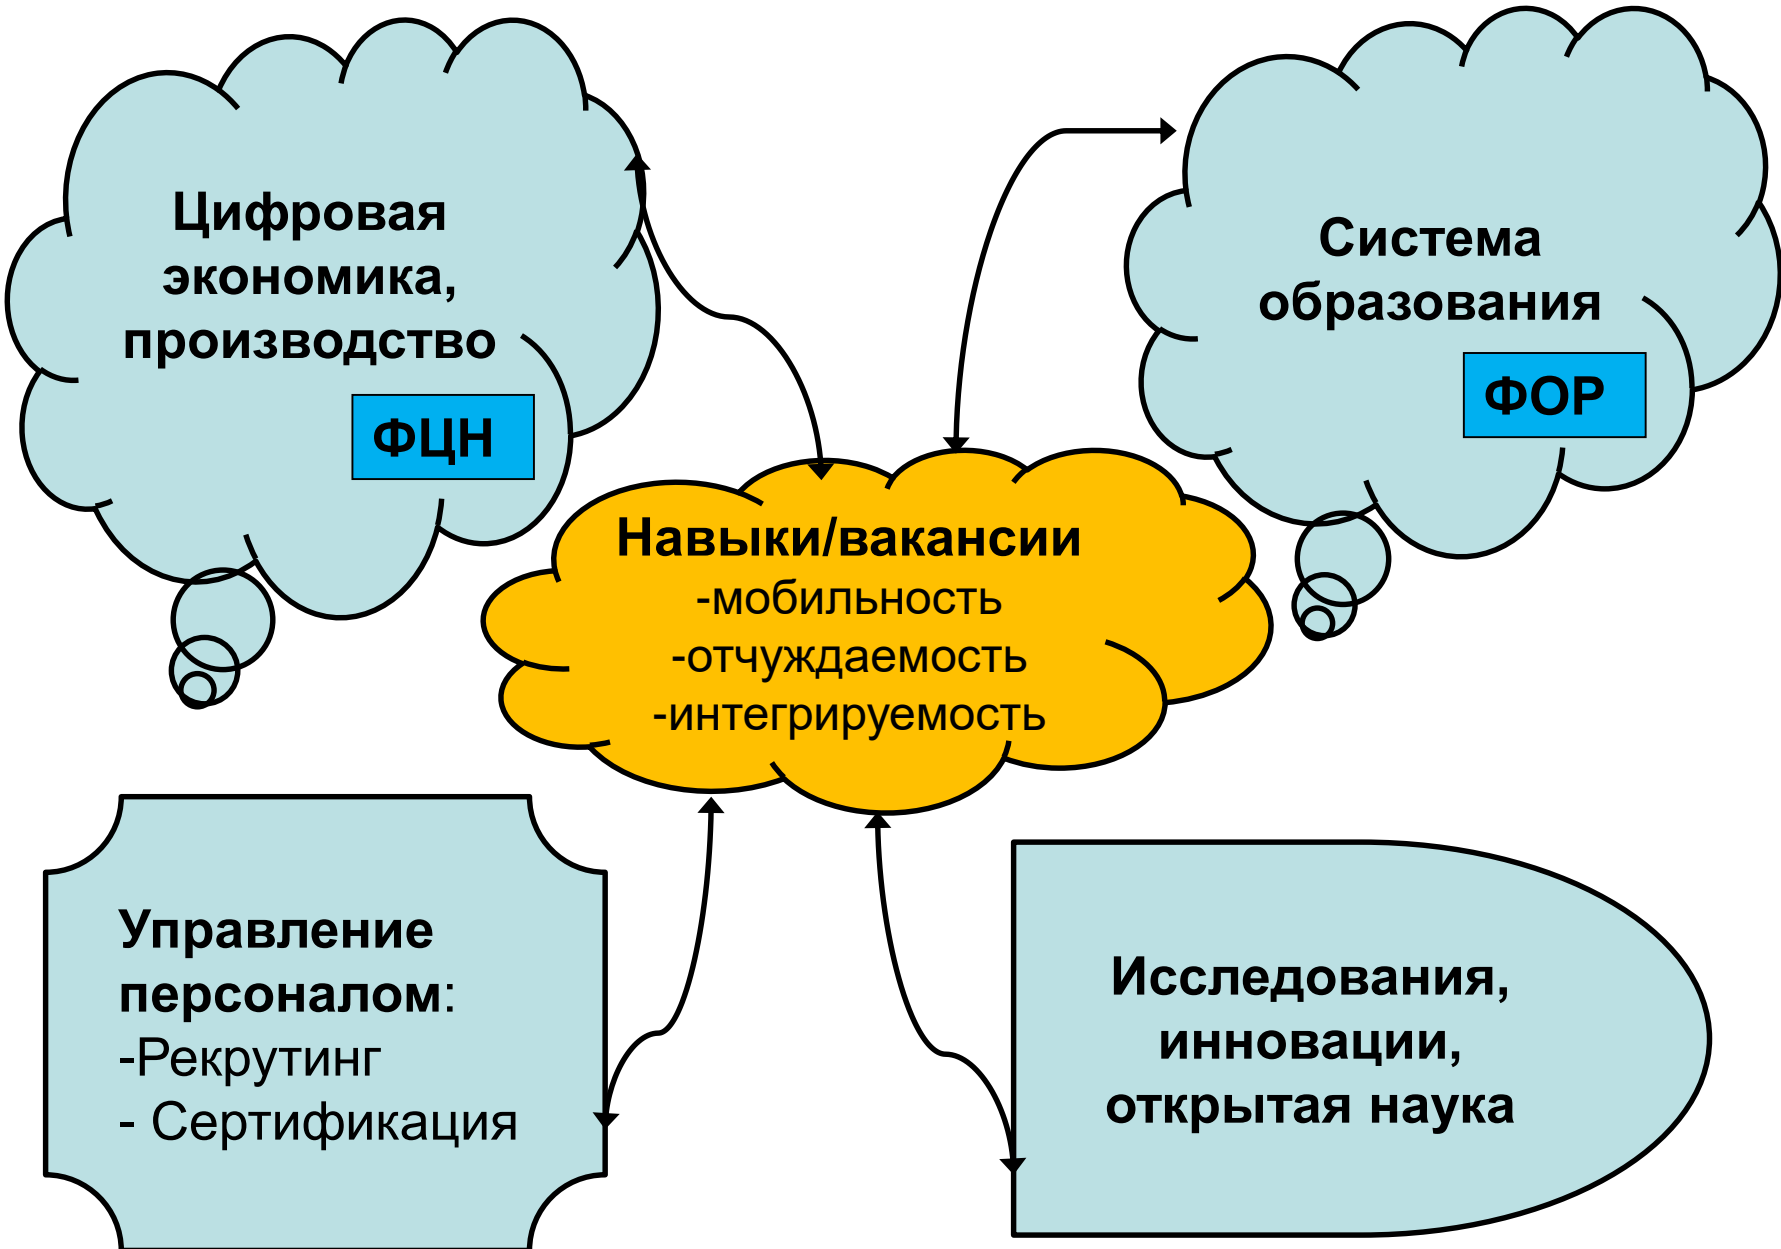 Цифровая
экономика,
производство
ФЦН
Система
образования
ФОР
Навыки/вакансии
-мобильность
-отчуждаемость
-интегрируемость
Управление
персоналом:
-Рекрутинг
- Сертификация
Исследования,
инновации,
открытая наука